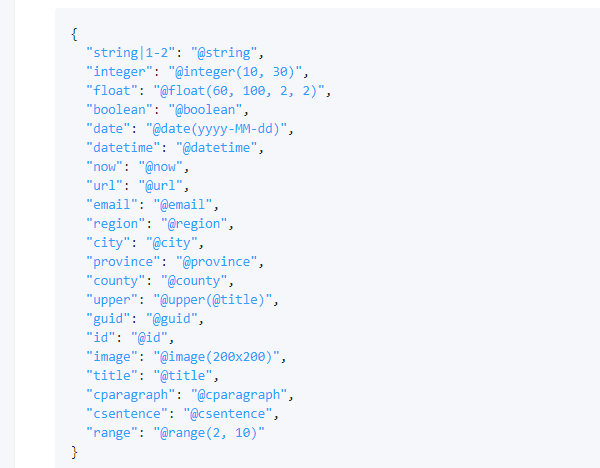 {
"string|1-2": "@string",
"integer": "@integer(10, 30)",
"float": "@float(60, 100, 2, 2)",
"boolean": "@boolean",
"date": "@date(yyyy-MM-dd)",
"datetime": "@datetime",
"now": "@now",
"url": "@url",
"email": "@email",
"region": "@region",
"city": "@city",
"province": "@province",
"county": "@county",
"upper": "@upper(@title)",
"guid": "@guid",
"id": "@id",
"image": "@image(200x200)",
"title": "@title",
"cparagraph": "@cparagraph",
"csentence": "@csentence",
"range": "@range(2, 10)"
}